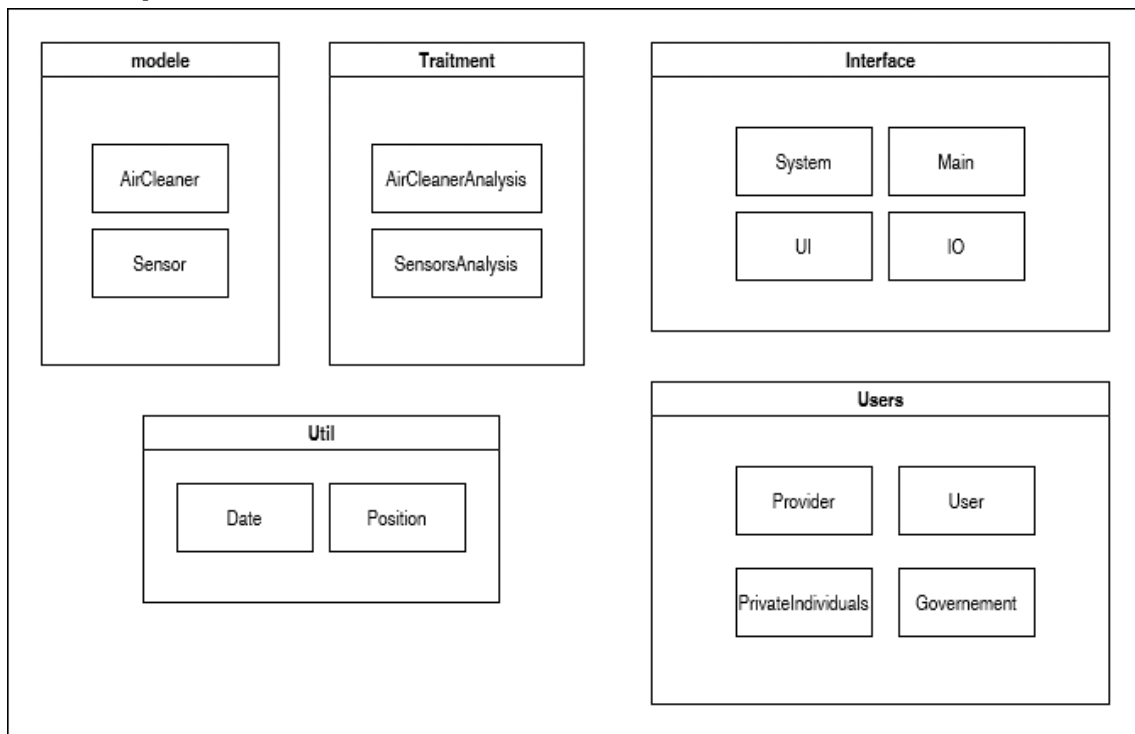 modele
AirCleaner
Sensor
Traitment
AirCleanerAnalysis
SensorsAnalysis
Interface
System
Main
UI
IO
Util
Date
Position
Users
Provider
User
PrivateIndividuals
Governement